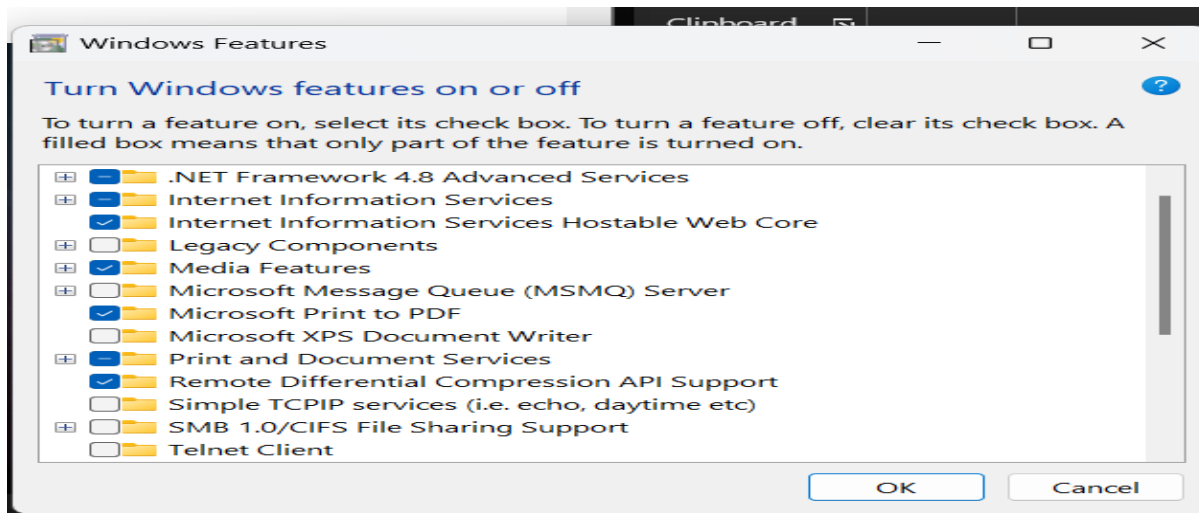 Clipboard
Windows Features
Turn Windows features on or off
To turn a feature on, select its check box. To turn a feature off, clear its check box. A
filled box means that only part of the feature is turned on.
.NET Framework 4.8 Advanced Services
Internet Information Services
Internet Information Services Hostable Web Core
Legacy Components
Media Features
Microsoft Message Queue (MSMQ) Server
Microsoft Print to PDF
Microsoft XPS Document Writer
Print and Document Services
Remote Differential Compression API Support
Simple TCPIP services (i.e. echo, daytime etc)
SMB 1.0/CIFS File Sharing Support
Telnet Client
OK Cancel